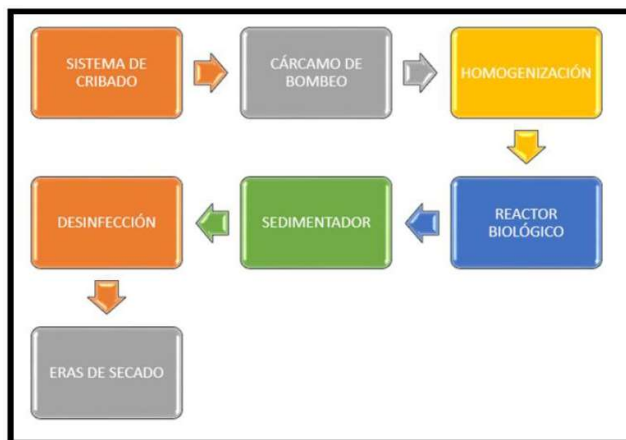 SISTEMA DE
CRIBADO
CÁRCAMO DE
BOMBEO
HOMOGENIZACIÓN
REACTOR
BIOLÓGICO
SEDIMENTADOR
DESINFECCIÓN
ERAS DE SECADO